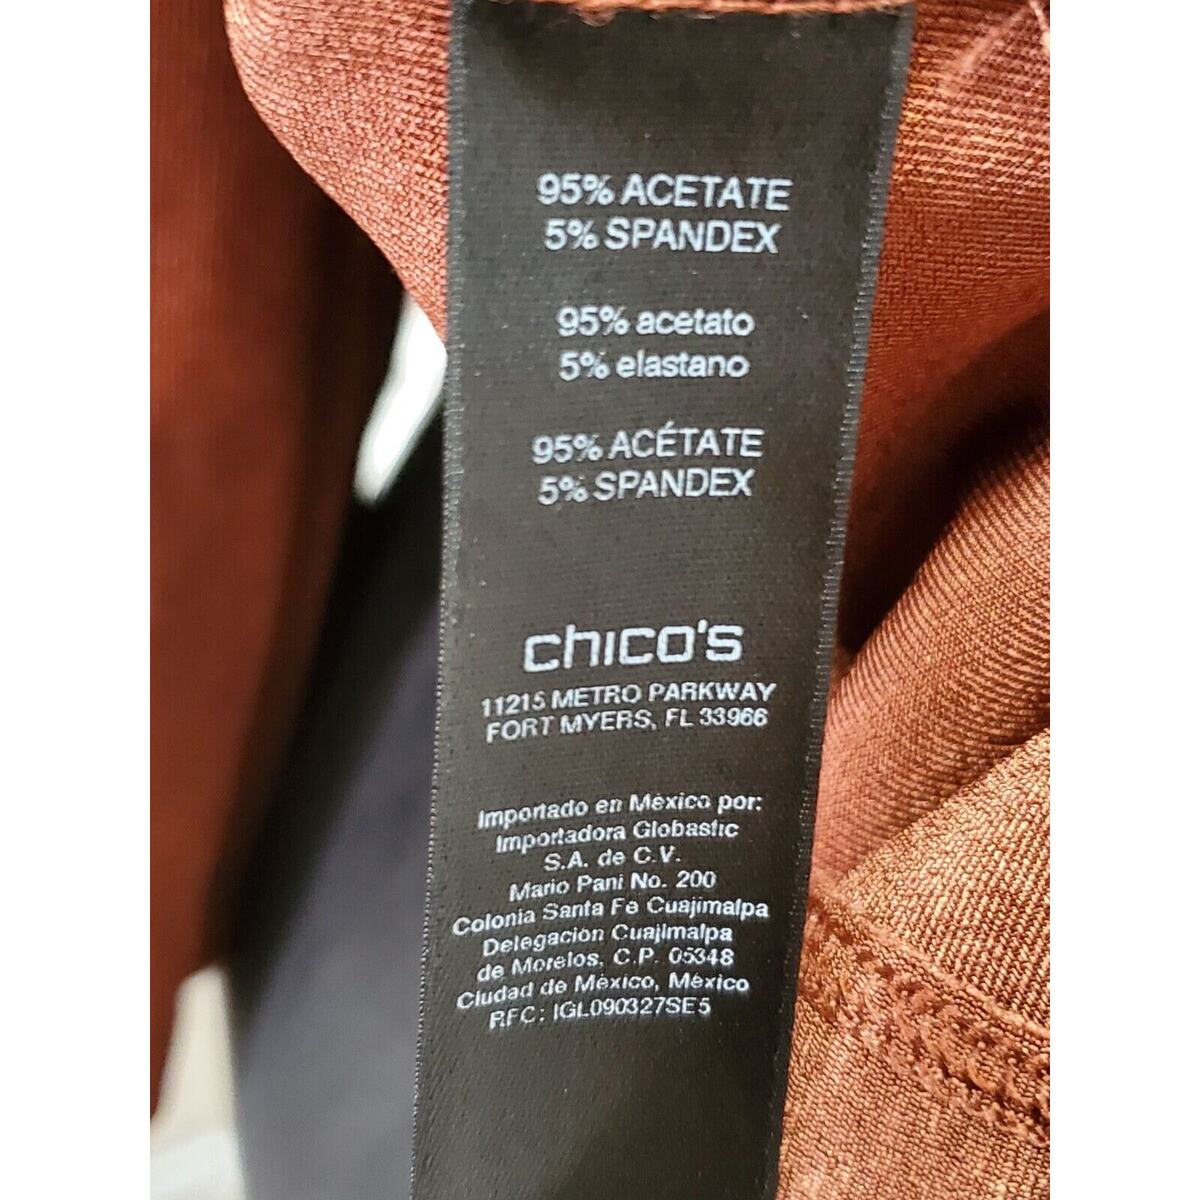 95% ACETATE
5% SPANDEX
95% acetato
5% elastano
95% ACÉTATE
5% SPANDEX
chico's
11215 METRO PARKWAY
FORT MYERS, FL 33966
Importado en México por:
Importadora Globastic
S.A. de C.V.
Mario Pani No. 200
Colonia Santa Fe Cuajimalpa
Delegación Cuajimalpa
de Morelos, C.P. 05348
Ciudad de México, México
RFC: IGL090327SE5